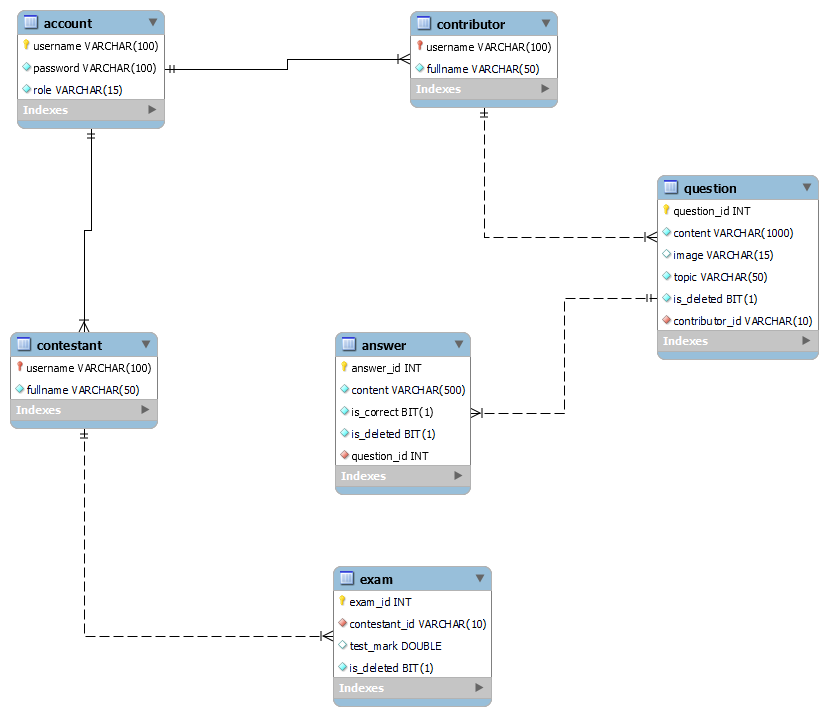 account
username VARCHAR(100)
password VARCHAR(100)
role VARCHAR(15)
Indexes
contributor
username VARCHAR(100)
fullname VARCHAR(50)
Indexes
question
question_id INT
content VARCHAR(1000)
image VARCHAR(15)
topic VARCHAR(50)
is_deleted BIT(1)
contributor_id VARCHAR(10)
Indexes
contestant
username VARCHAR(100)
fullname VARCHAR(50)
Indexes
answer
answer_id INT
content VARCHAR(500)
is_correct BIT(1)
is_deleted BIT(1)
question_id INT
Indexes
exam
exam_id INT
contestant_id VARCHAR(10)
test_mark DOUBLE
is_deleted BIT(1)
Indexes